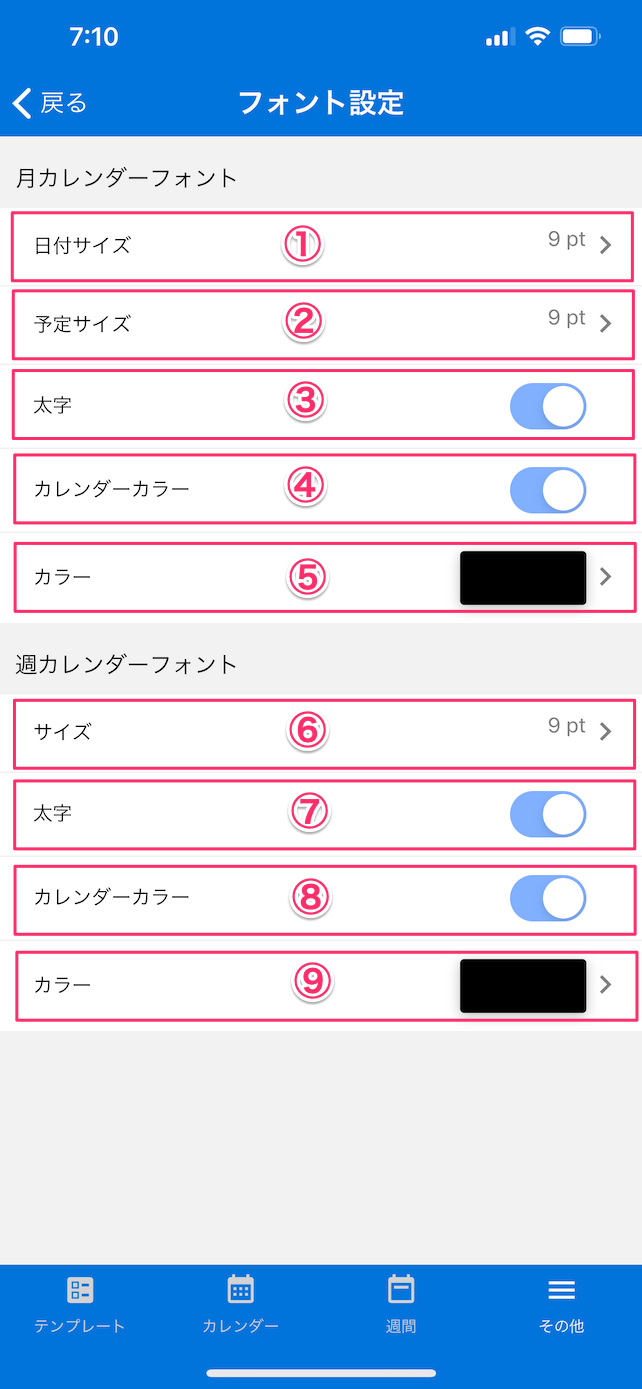 7:10
戻る
フォント設定
月カレンダーフォント
日付サイズ ① 9 pt
予定サイズ ② 9 pt
太字 ③
カレンダーカラー ④
カラー ⑤
週カレンダーフォント
サイズ ⑥ 9 pt
太字 ⑦
カレンダーカラー ⑧
カラー ⑨
テンプレート カレンダー 週間 その他